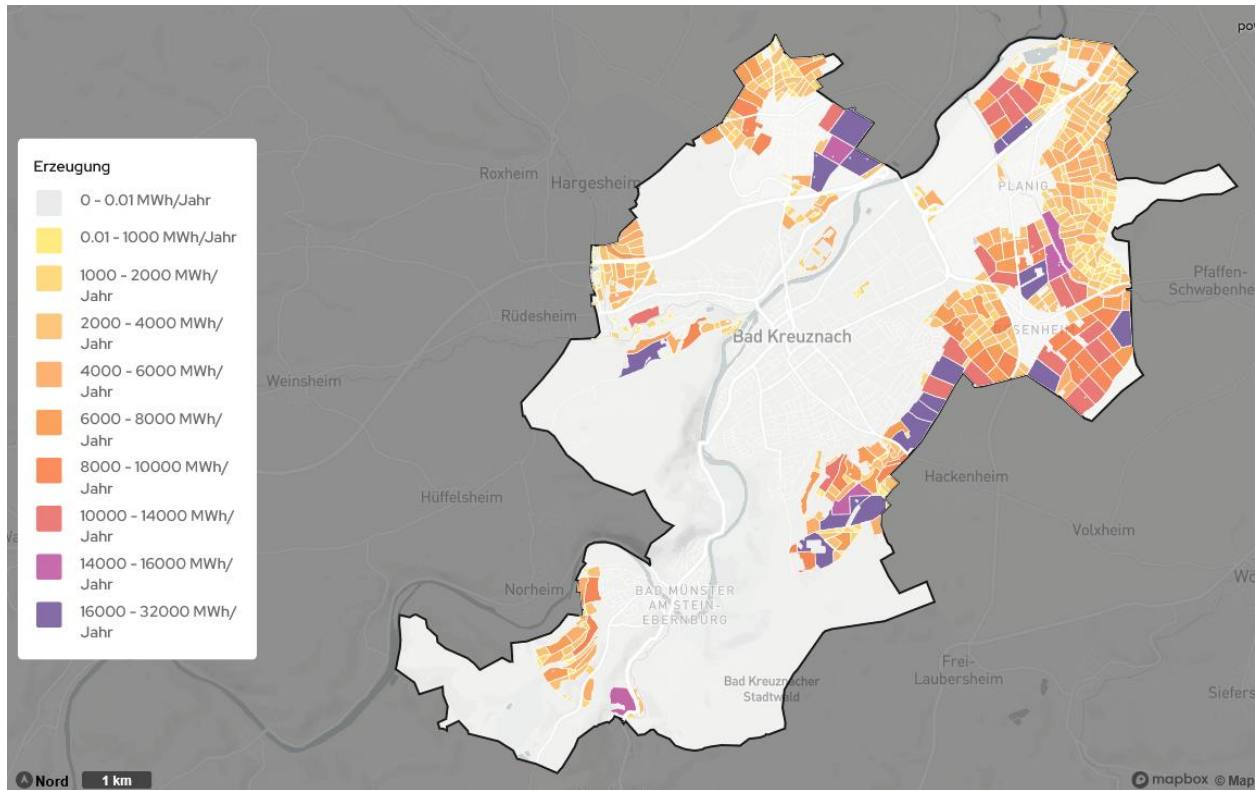 Erzeugung
0 - 0.01 MWh/Jahr
0.01 - 1000 MWh/Jahr
1000 - 2000 MWh/
Jahr
2000 - 4000 MWh/
Jahr
4000 - 6000 MWh/
Jahr
6000 - 8000 MWh/
Jahr
8000 - 10000 MWh/
Jahr
10000 - 14000 MWh/
Jahr
14000 - 16000 MWh/
Jahr
16000 - 32000 MWh/
Jahr
Roxheim
Hargesheim
PLANIG
Pfaffen-
Schwabenhe
Rüdesheim
Bad Kreuznach
Weinsheim
Hackenheim
Hüffelsheim
Volxheim
Norheim
BAD MÜNSTER
AM STEIN-
EBERNBURG
Bad Kreuznacher
Stadtwald
Frei-
Laubersheim
Siefers
Nord
1 km
mapbox © Map